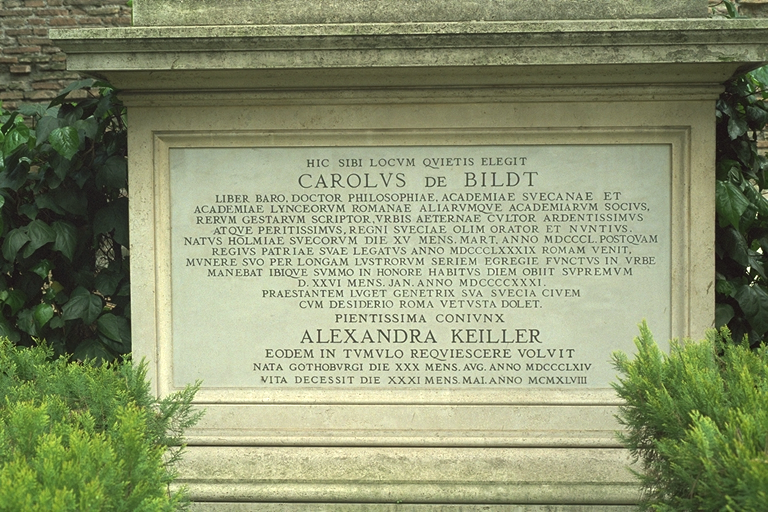 HIC SIBI LOCVM QVIETIS ELEGIT
CAROLVS DE BILDT
LIBER BARO, DOCTOR PHILOSOPHIAE, ACADEMIAE SVECANAE ET
ACADEMIAE LYNCEORVM ROMANAE ALIARVMQVE ACADEMIARVM SOCIVS,
RERVM GESTARVM SCRIPTOR, VRBIS AETERNAE CVLTOR ARDENTISSIMVS
ATQVE PERITISSIMVS, REGNI SVECIAE OLIM ORATOR ET NVNTIVS.
NATVS HOLMIAE SVECORVM DIE XV MENS. MART. ANNO MDCCCL. POSTQVAM
REGIVS PATRIAE SVAE LEGATVS ANNO MDCCCLXXXIX ROMAM VENIT,
MVNERE SVO PER LONGAM LVSTRORVM SERIEM EGREGIE FVNCTVS IN VRBE
MANEBAT IBIQVE SVMMO IN HONORE HABITVS DIEM OBIIT SVPREMVM
D. XXVI MENS. JAN. ANNO MDCCCCXXXI.
PRAESTANTEM LVGET GENETRIX SVA SVECIA CIVEM
CVM DESIDERIO ROMA VETVSTA DOLET.
PIENTISSIMA CONIVNX
ALEXANDRA KEILLER
EODEM IN TVMVLO REQVIESCERE VOLVIT
NATA GOTHOBVRGI DIE XXX MENS. AVG. ANNO MDCCCLXIV
VITA DECESSIT DIE XXXI MENS. MAI. ANNO MCMXLVIII